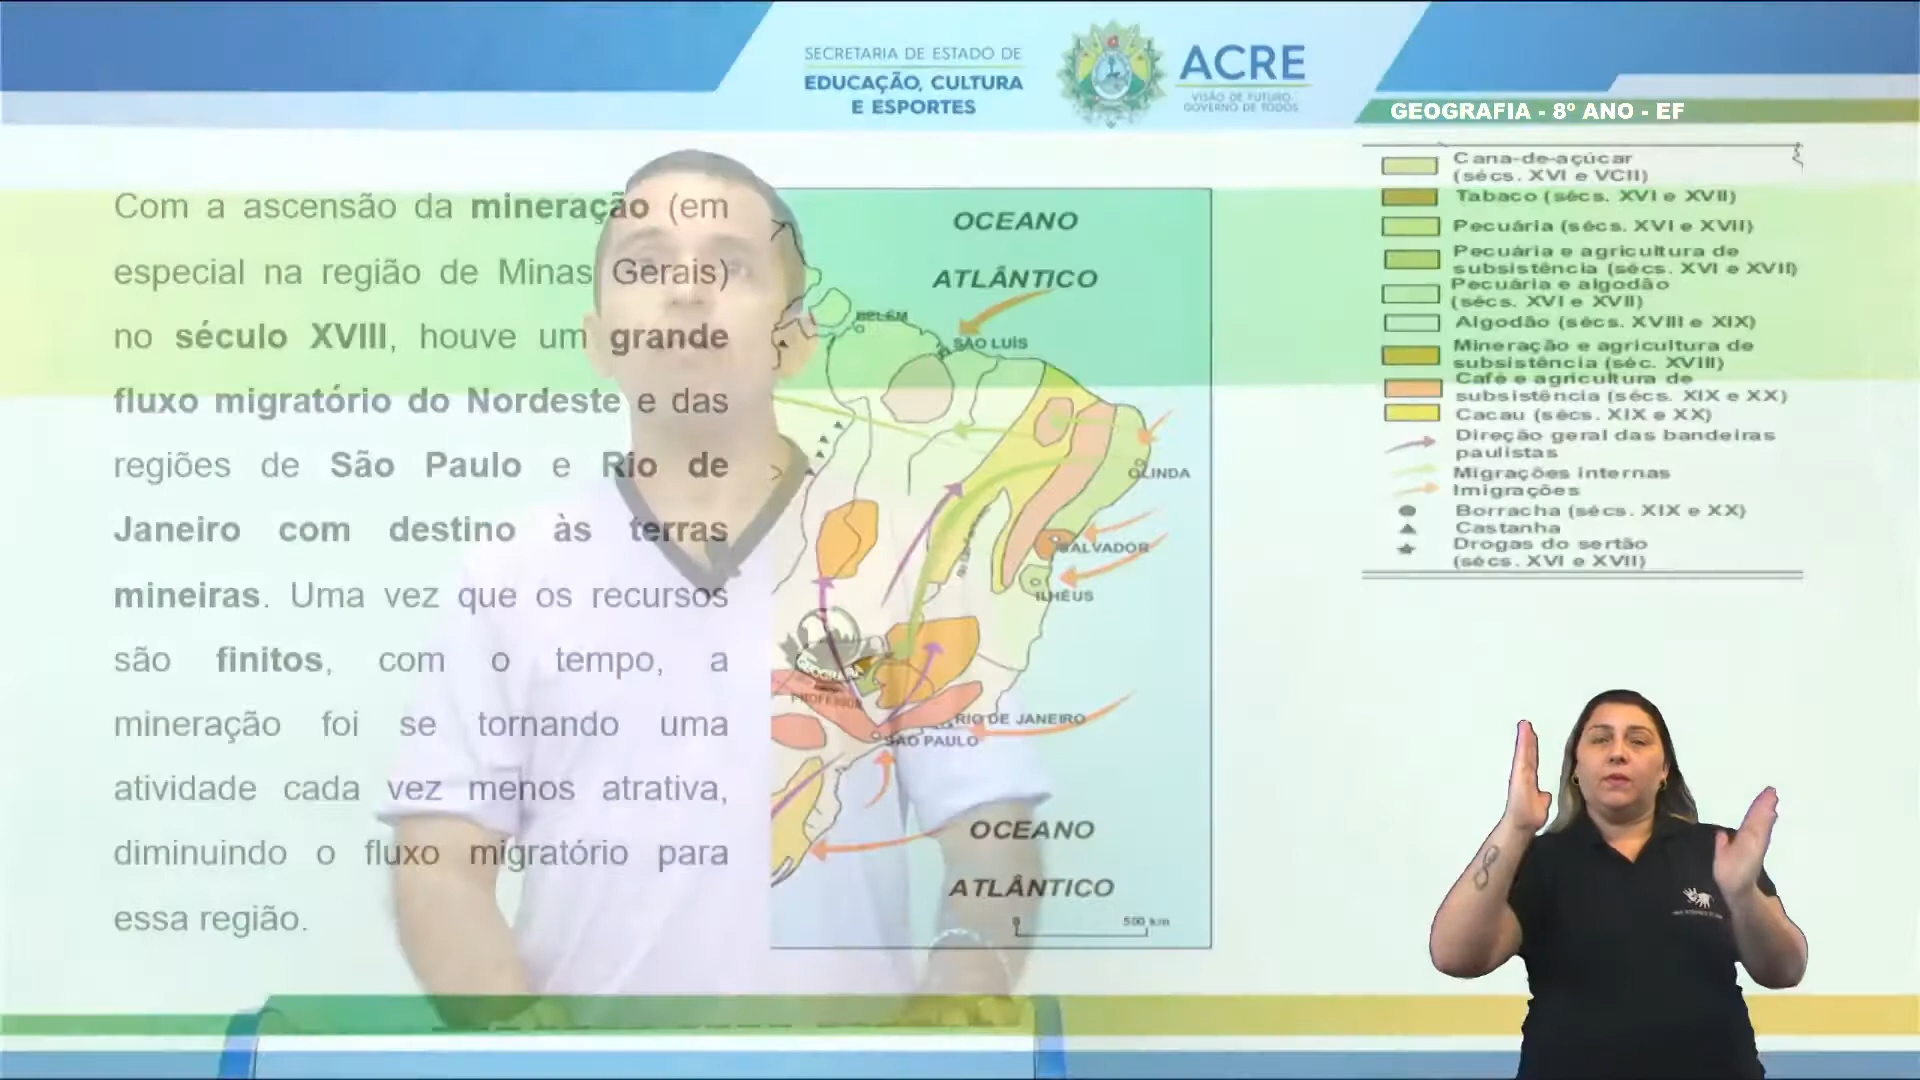 SECRETARIA DE ESTADO DE
EDUCAÇÃO, CULTURA
E ESPORTES
ACRE
VISÃO DE FUTURO,
GOVERNO DE TODOS
GEOGRAFIA - 8º ANO - EF
Com a ascensão da mineração (em
especial na região de Minas Gerais)
no século XVIII, houve um grande
fluxo migratório do Nordeste e das
regiões de São Paulo e Rio de
Janeiro com destino às terras
mineiras. Uma vez que os recursos
são finitos, com o tempo, a
mineração foi se tornando uma
atividade cada vez menos atrativa,
diminuindo o fluxo migratório para
essa região.
OCEANO
ATLÂNTICO
BELÉM
SÃO LUÍS
OLINDA
SALVADOR
ILHÉUS
PROFESSOR
RIO DE JANEIRO
SÃO PAULO
OCEANO
ATLÂNTICO
0 500 km
Cana-de-açúcar
(sécs. XVI e VCII)
Tabaco (sécs. XVI e XVII)
Pecuária (sécs. XVI e XVII)
Pecuária e agricultura de
subsistência (sécs. XVI e XVII)
Pecuária e algodão
(sécs. XVI e XVII)
Algodão (sécs. XVIII e XIX)
Mineração e agricultura de
subsistência (séc. XVIII)
Café e agricultura de
subsistência (sécs. XIX e XX)
Cacau (sécs. XIX e XX)
Direção geral das bandeiras
paulistas
Migrações internas
Imigrações
Borracha (sécs. XIX e XX)
Castanha
Drogas do sertão
(sécs. XVI e XVII)